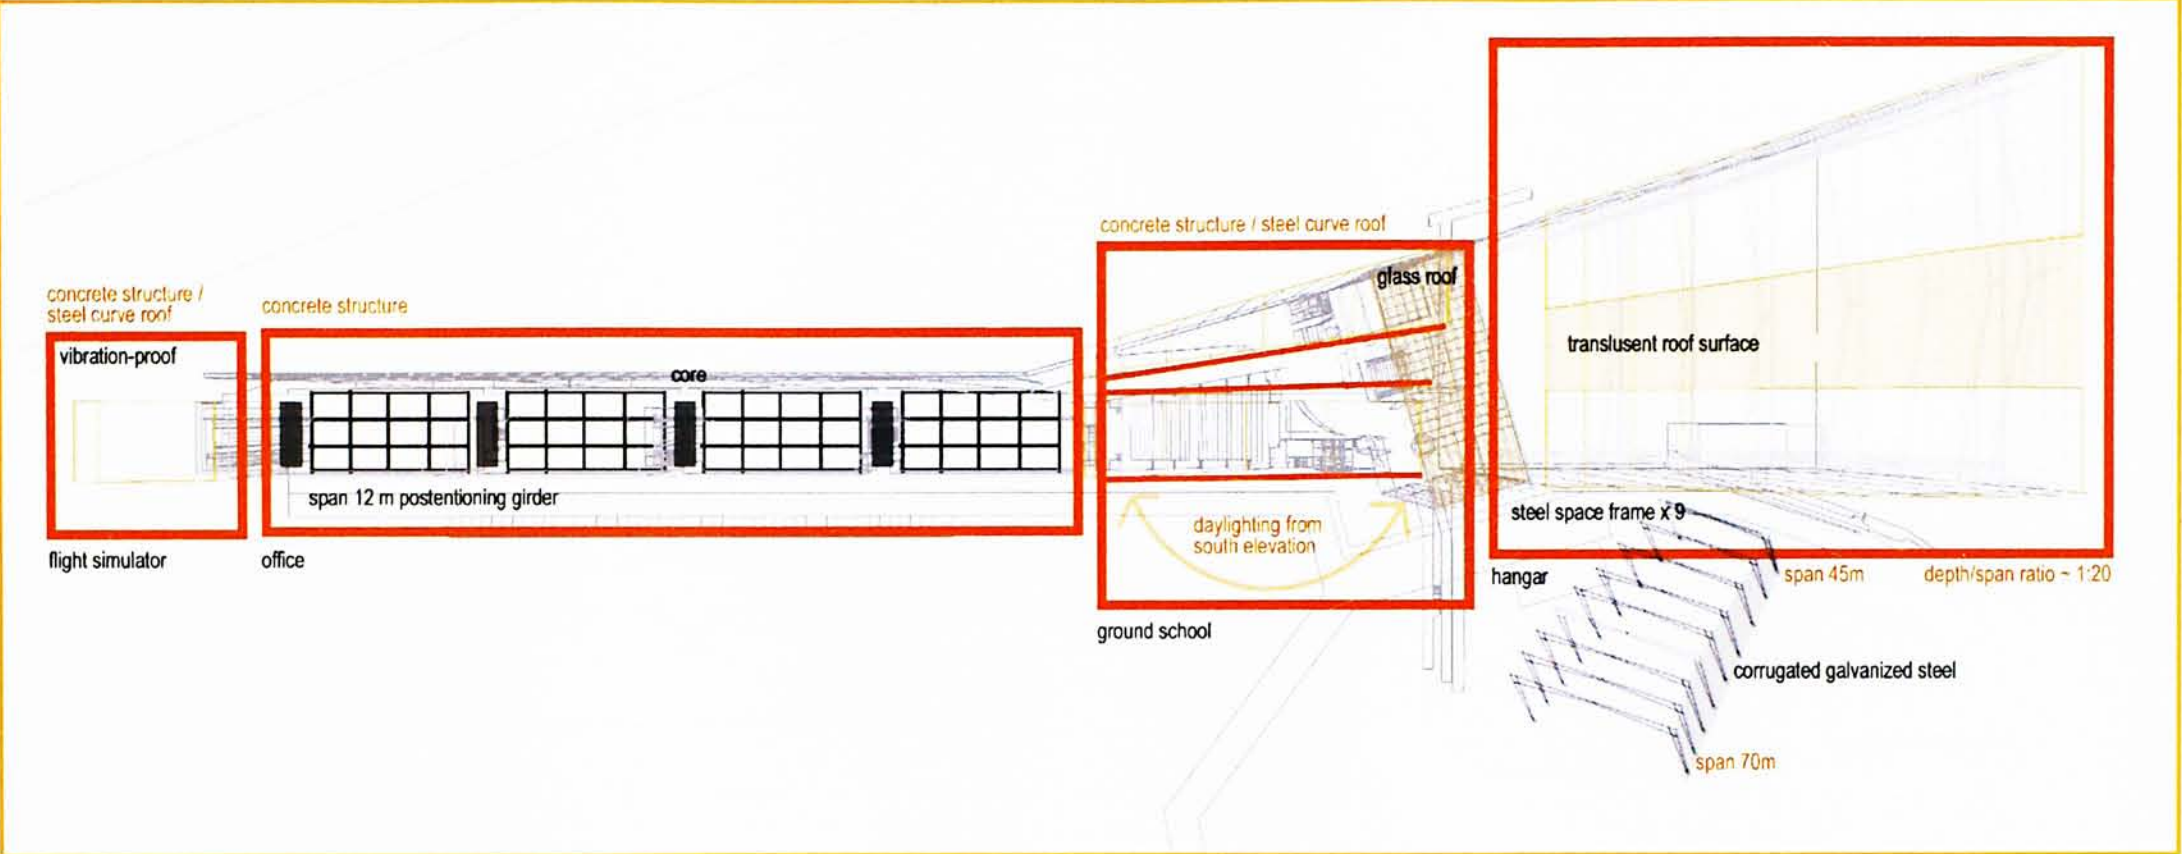 concrete structure /
steel curve roof
vibration-proof
flight simulator
concrete structure
core
span 12 m postentioning girder
office
concrete structure / steel curve roof
glass roof
daylighting from
south elevation
ground school
translusent roof surface
steel space frame x 9
hangar
span 45m
depth/span ratio ~ 1:20
corrugated galvanized steel
span 70m